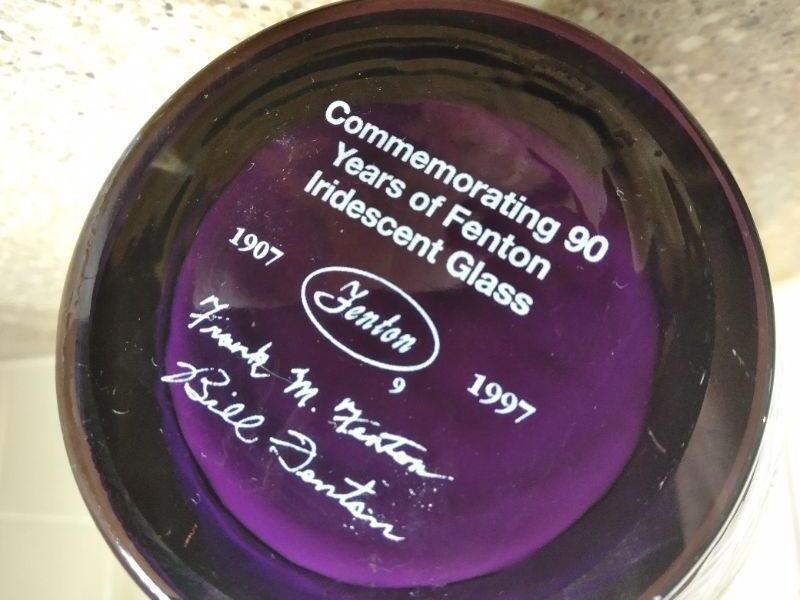 Commemorating 90
Years of Fenton
Iridescent Glass
1907
Fenton
9
1997
Frank M. Fenton
Bill Fenton